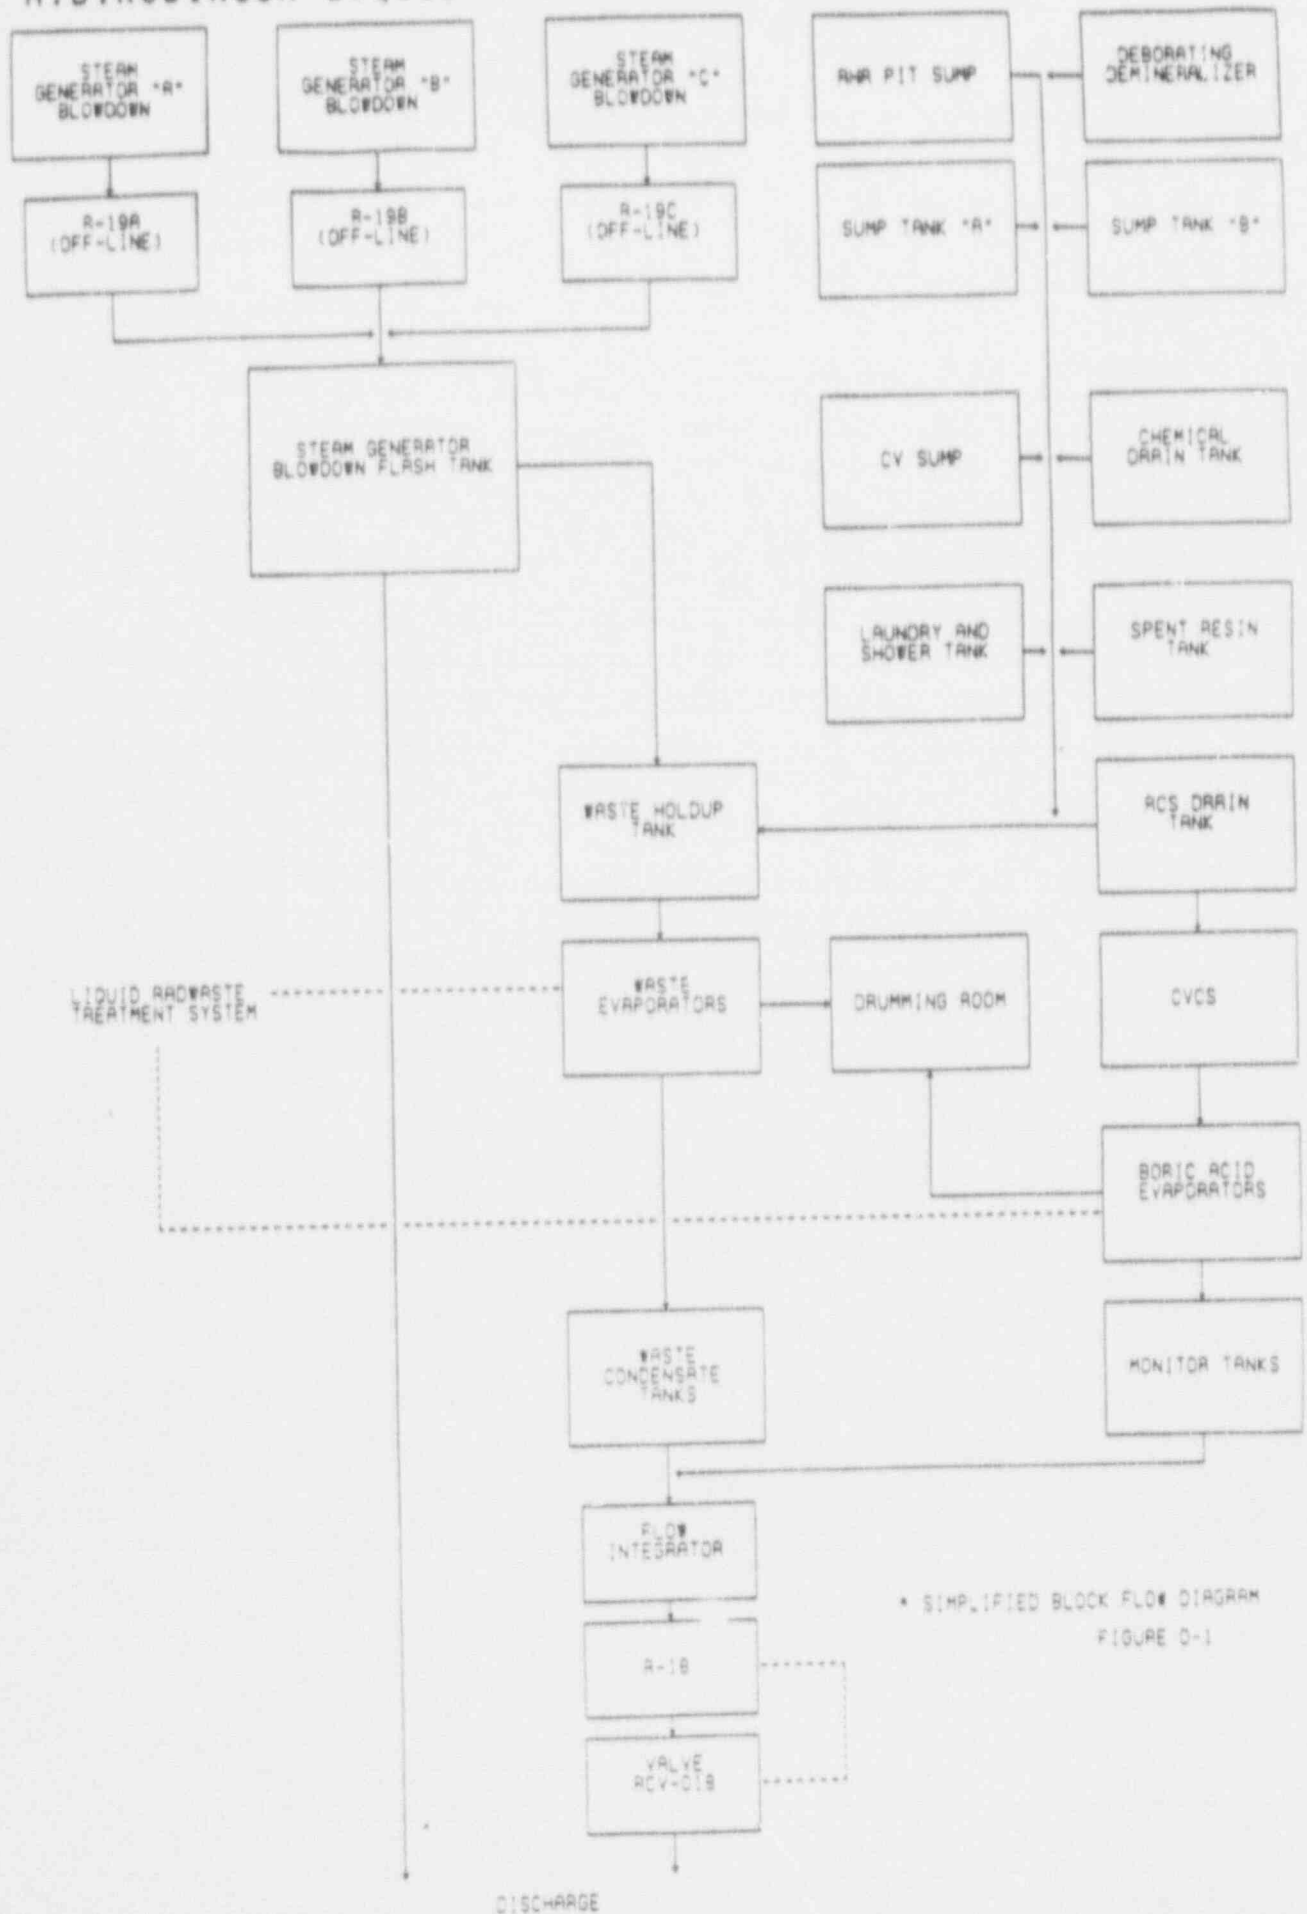 STEAM
GENERATOR "A"
BLOWDOWN
STEAM
GENERATOR "B"
BLOWDOWN
STEAM
GENERATOR "C"
BLOWDOWN
RHR PIT SUMP
DEBORATING
DEMINERALIZER
R-19A
(OFF-LINE)
R-19B
(OFF-LINE)
R-19C
(OFF-LINE)
SUMP TANK "A"
SUMP TANK "B"
STEAM GENERATOR
BLOWDOWN FLASH TANK
CV SUMP
CHEMICAL
DRAIN TANK
LAUNDRY AND
SHOWER TANK
SPENT RESIN
TANK
WASTE HOLDUP
TANK
RCS DRAIN
TANK
LIQUID RADWASTE
TREATMENT SYSTEM
WASTE
EVAPORATORS
DRUMMING ROOM
CVCS
BORIC ACID
EVAPORATORS
WASTE
CONDENSATE
TANKS
MONITOR TANKS
FLOW
INTEGRATOR
* SIMPLIFIED BLOCK FLOW DIAGRAM
FIGURE D-1
R-18
VALVE
RCV-018
DISCHARGE